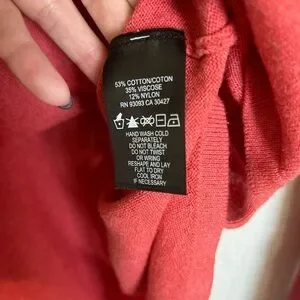 53% COTTON/COTON
35% VISCOSE
12% NYLON
RN 93093 CA 30427
HAND WASH COLD
SEPARATELY
DO NOT BLEACH
DO NOT TWIST
OR WRING
RESHAPE AND LAY
FLAT TO DRY
COOL IRON
IF NECESSARY